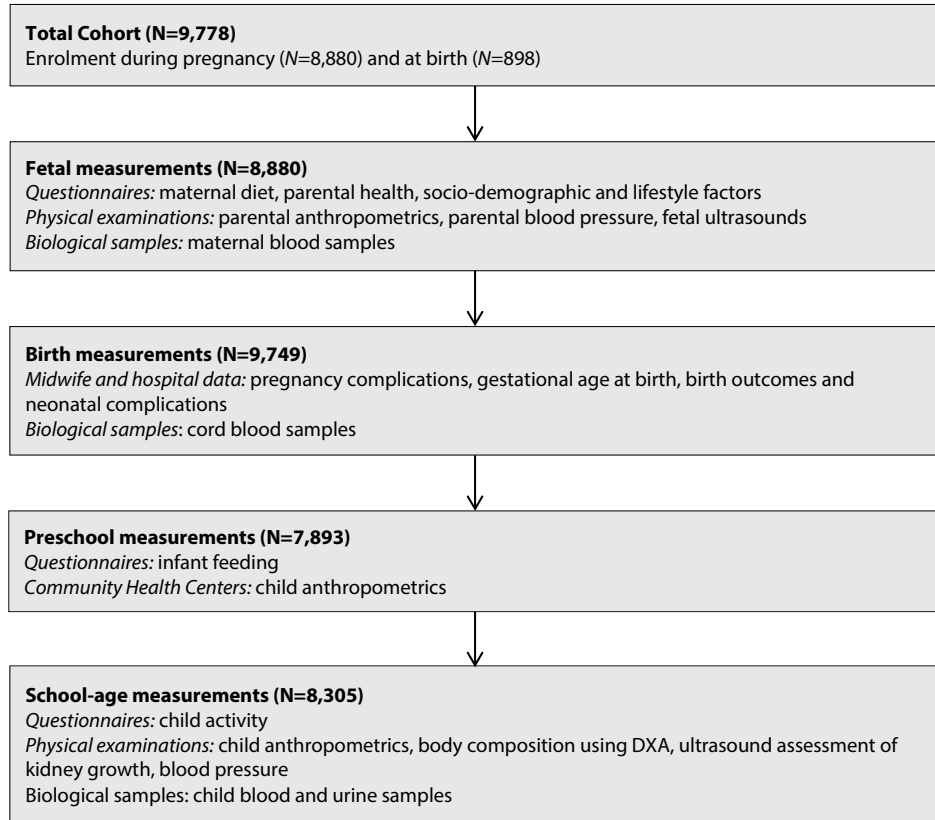 Total Cohort (N=9,778)
Enrolment during pregnancy (N=8,880) and at birth (N=898)
Fetal measurements (N=8,880)
Questionnaires: maternal diet, parental health, socio-demographic and lifestyle factors
Physical examinations: parental anthropometrics, parental blood pressure, fetal ultrasounds
Biological samples: maternal blood samples
Birth measurements (N=9,749)
Midwife and hospital data: pregnancy complications, gestational age at birth, birth outcomes and
neonatal complications
Biological samples: cord blood samples
Preschool measurements (N=7,893)
Questionnaires: infant feeding
Community Health Centers: child anthropometrics
School-age measurements (N=8,305)
Questionnaires: child activity
Physical examinations: child anthropometrics, body composition using DXA, ultrasound assessment of
kidney growth, blood pressure
Biological samples: child blood and urine samples